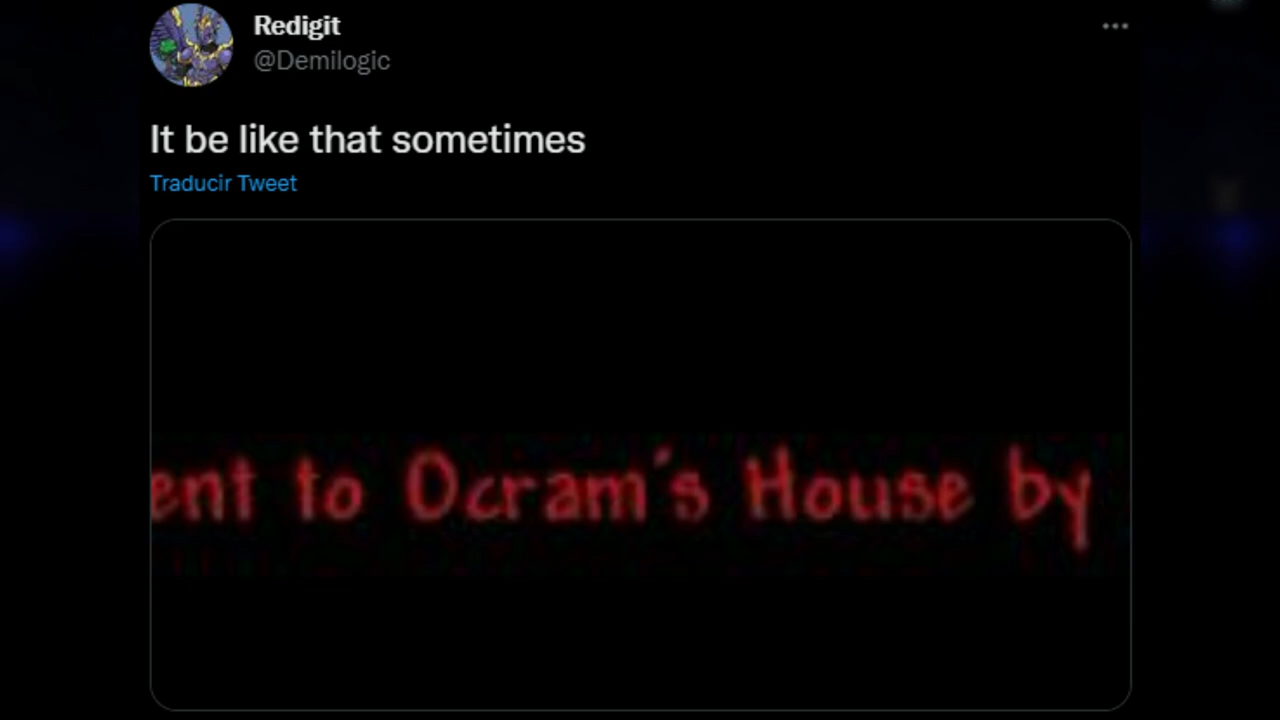 Redigit
@Demilogic
It be like that sometimes
Traducir Tweet
ent to Ocram's House by